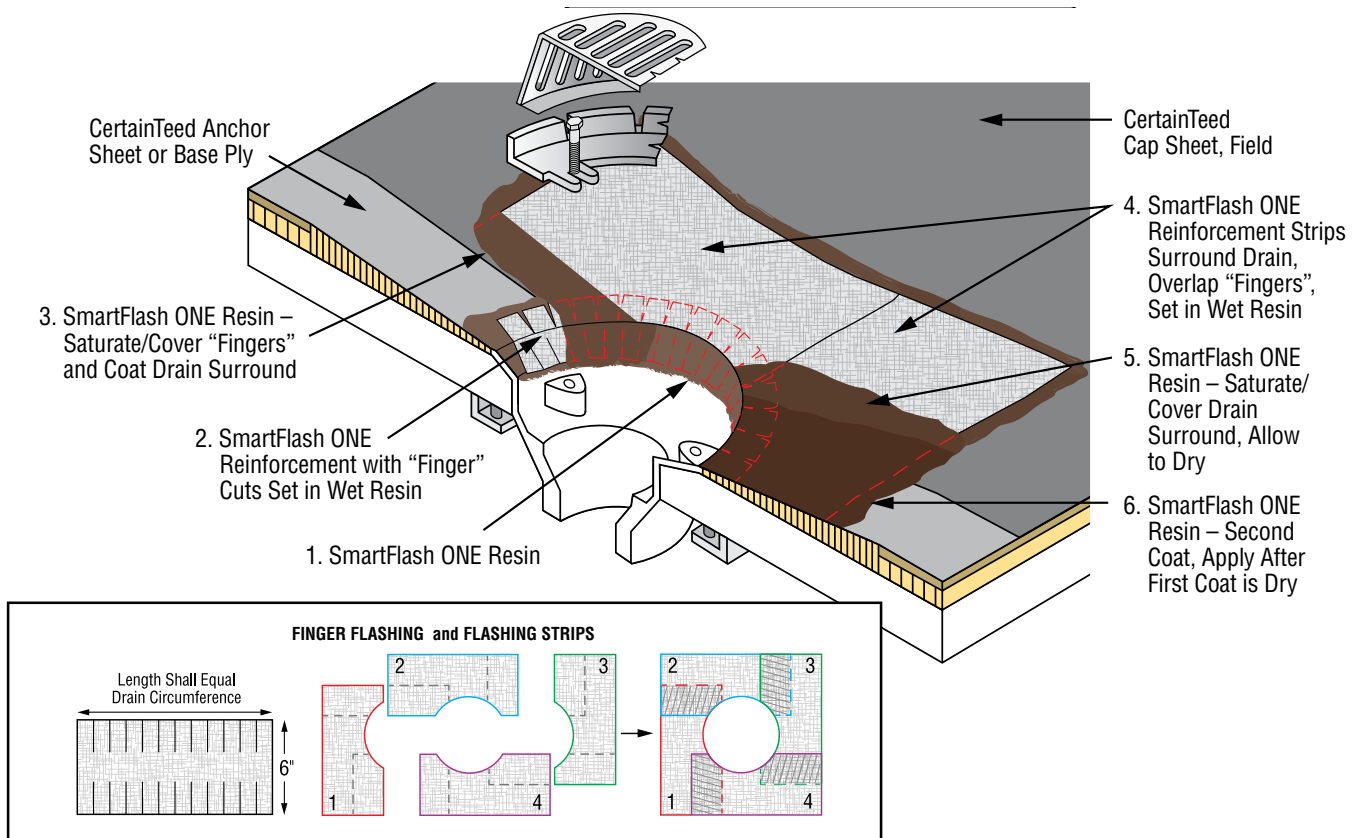 CertainTeed Anchor
Sheet or Base Ply
CertainTeed
Cap Sheet, Field
3. SmartFlash ONE Resin –
Saturate/Cover “Fingers”
and Coat Drain Surround
4. SmartFlash ONE
Reinforcement Strips
Surround Drain,
Overlap “Fingers”,
Set in Wet Resin
2. SmartFlash ONE
Reinforcement with “Finger”
Cuts Set in Wet Resin
5. SmartFlash ONE
Resin – Saturate/
Cover Drain
Surround, Allow
to Dry
1. SmartFlash ONE Resin
6. SmartFlash ONE
Resin – Second
Coat, Apply After
First Coat is Dry
FINGER FLASHING and FLASHING STRIPS
Length Shall Equal
Drain Circumference
6"
1
2
3
4
2
3
1
4